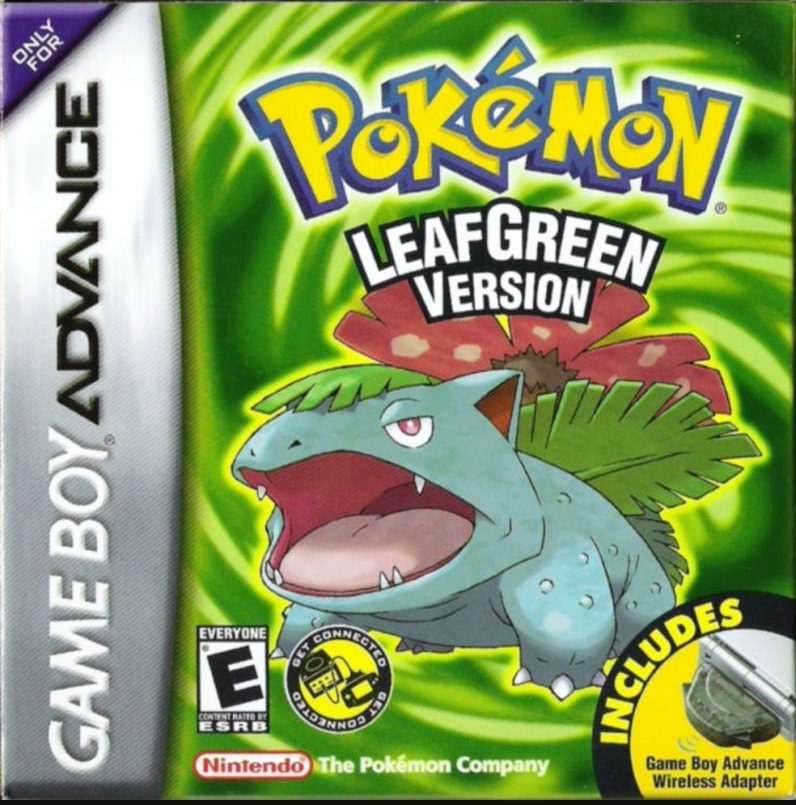 ONLY
FOR
GAME BOY ADVANCE®
POKéMON®
LEAFGREEN
VERSION
EVERYONE
E
CONTENT RATED BY
ESRB
GET CONNECTED
GET CONNECTED
INCLUDES
Game Boy Advance
Wireless Adapter
Nintendo® The Pokémon Company